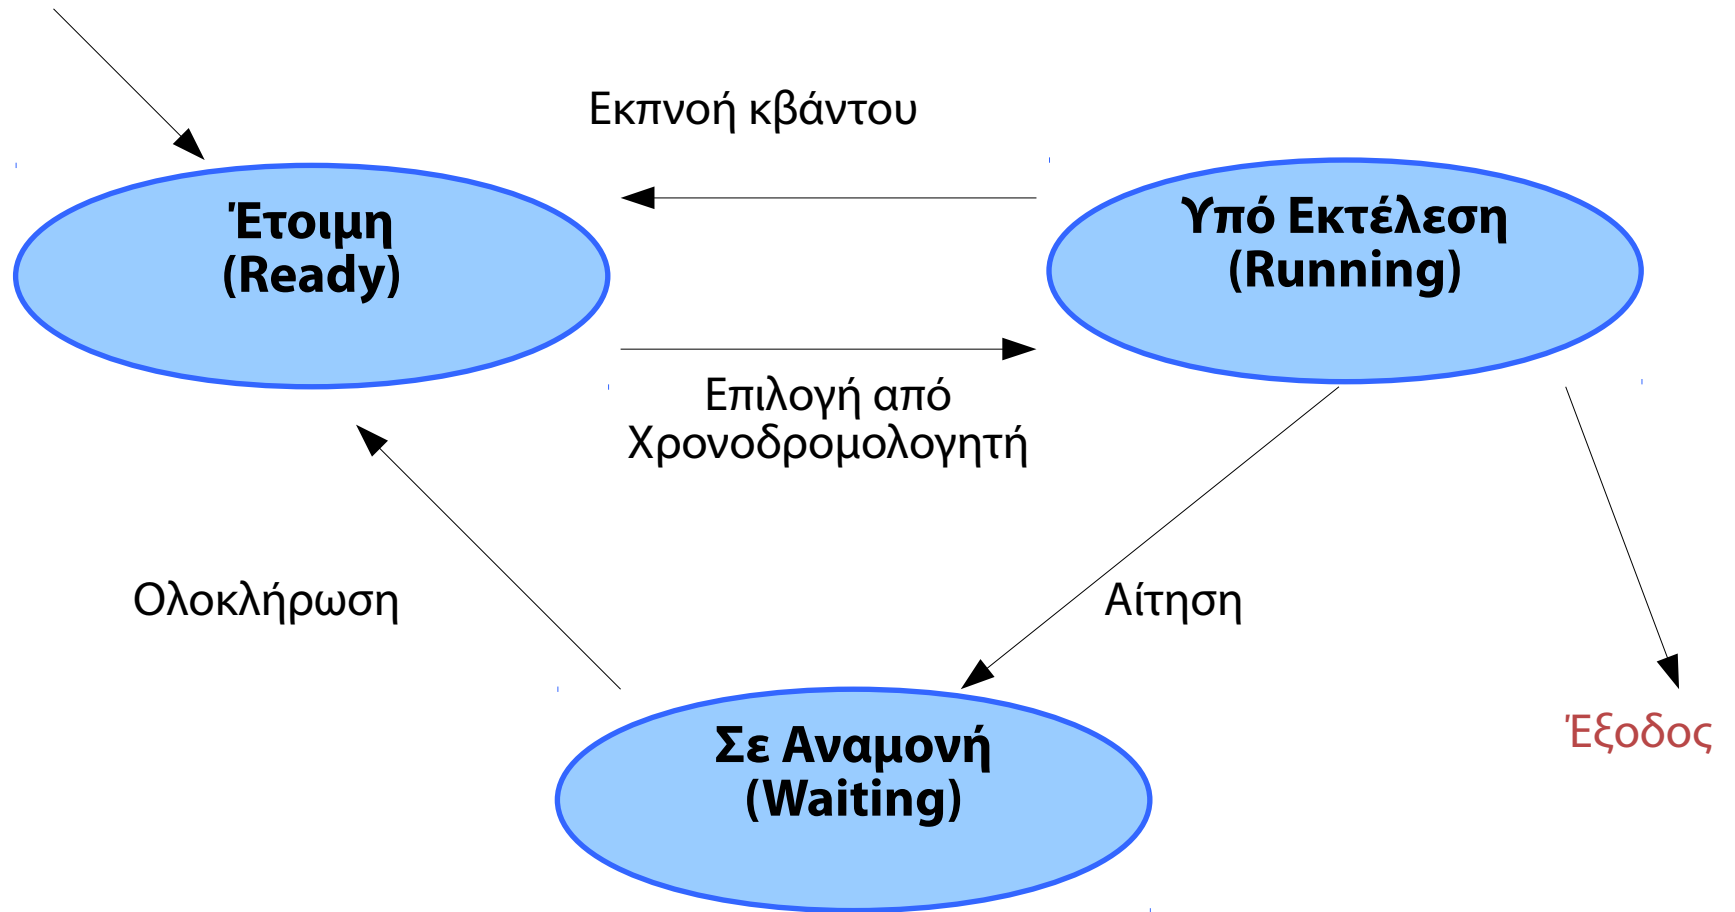 Εκπνοή κβάντου
Έτοιμη
(Ready)
Υπό Εκτέλεση
(Running)
Επιλογή από
Χρονοδρομολογητή
Ολοκλήρωση
Αίτηση
Σε Αναμονή
(Waiting)
Έξοδος